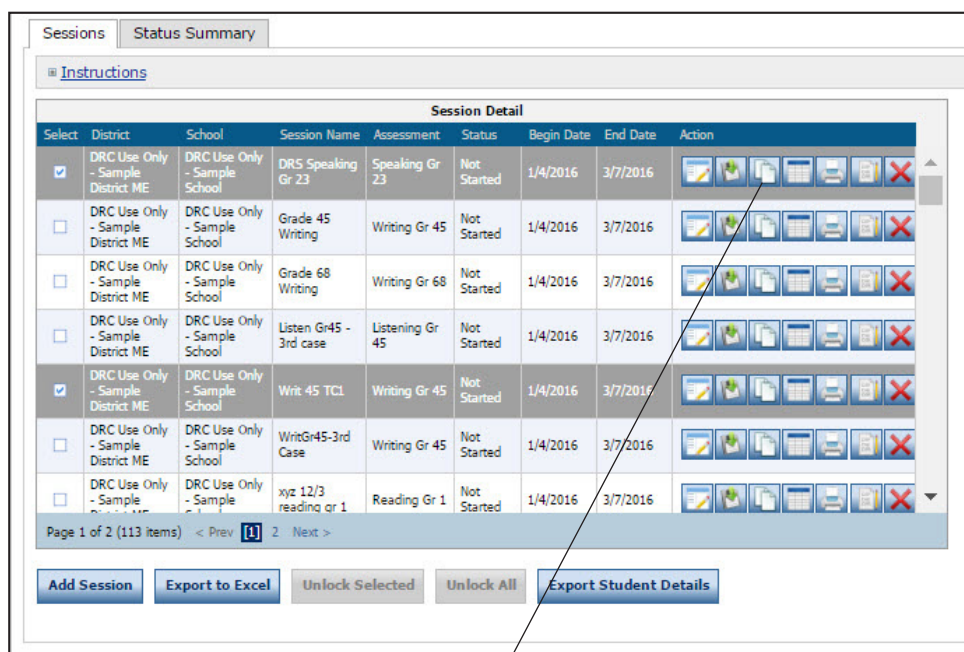 Sessions Status Summary
Instructions
Session Detail
Select District School Session Name Assessment Status Begin Date End Date Action
DRC Use Only - Sample District ME DRC Use Only - Sample School DRS Speaking Gr 23 Speaking Gr 23 Not Started 1/4/2016 3/7/2016
DRC Use Only - Sample District ME DRC Use Only - Sample School Grade 45 Writing Writing Gr 45 Not Started 1/4/2016 3/7/2016
DRC Use Only - Sample District ME DRC Use Only - Sample School Grade 68 Writing Writing Gr 68 Not Started 1/4/2016 3/7/2016
DRC Use Only - Sample District ME DRC Use Only - Sample School Listen Gr45 - 3rd case Listening Gr 45 Not Started 1/4/2016 3/7/2016
DRC Use Only - Sample District ME DRC Use Only - Sample School Writ 45 TC1 Writing Gr 45 Not Started 1/4/2016 3/7/2016
DRC Use Only - Sample District ME DRC Use Only - Sample School WritGr45-3rd Case Writing Gr 45 Not Started 1/4/2016 3/7/2016
DRC Use Only - Sample DRC Use Only - Sample xyz 12/3 reading gr 1 Reading Gr 1 Not Started 1/4/2016 3/7/2016
Page 1 of 2 (113 items) < Prev [1] 2 Next >
Add Session Export to Excel Unlock Selected Unlock All Export Student Details